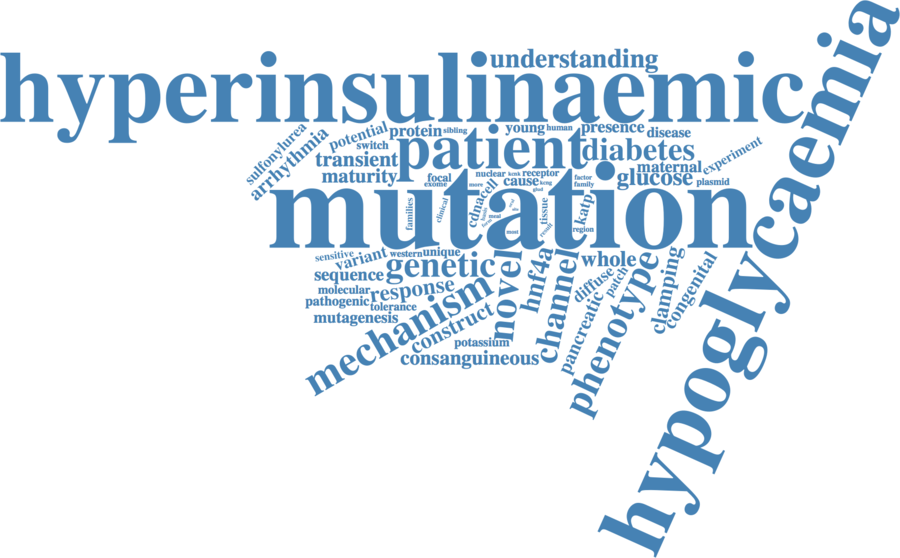 hyperinsulinaemic
hypoglycaemia
understanding
sulfonylurea
arrhythmia
potential
switch
protein
sibling
young
human
presence
disease
transient
patient
diabetes
maturity
focal
exome
more
nuclear
receptor
cause
cell
cdna
factor
family
glucose
maternal
experiment
plasmid
mutation
families
clinical
meal
most
result
tissue
katp
region
sensitive
variant
western
unique
genetic
sequence
molecular
response
pathogenic
tolerance
mutagenesis
mechanism
construct
potassium
consanguineous
novel
hnf4a
channel
whole
diffuse
patch
pancreatic
phenotype
clamping
congenital